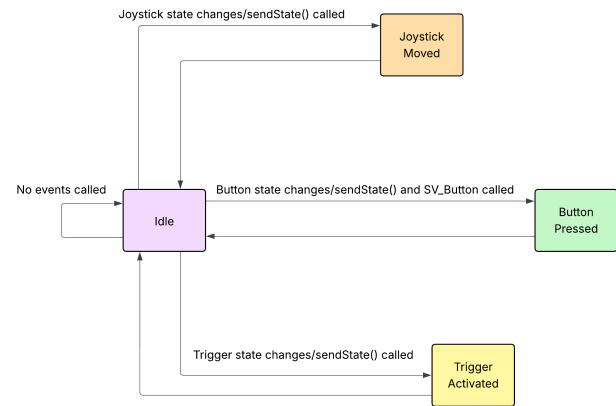 Joystick state changes/sendState() called
Joystick
Moved
No events called
Button state changes/sendState() and SV_Button called
Idle
Button
Pressed
Trigger state changes/sendState() called
Trigger
Activated